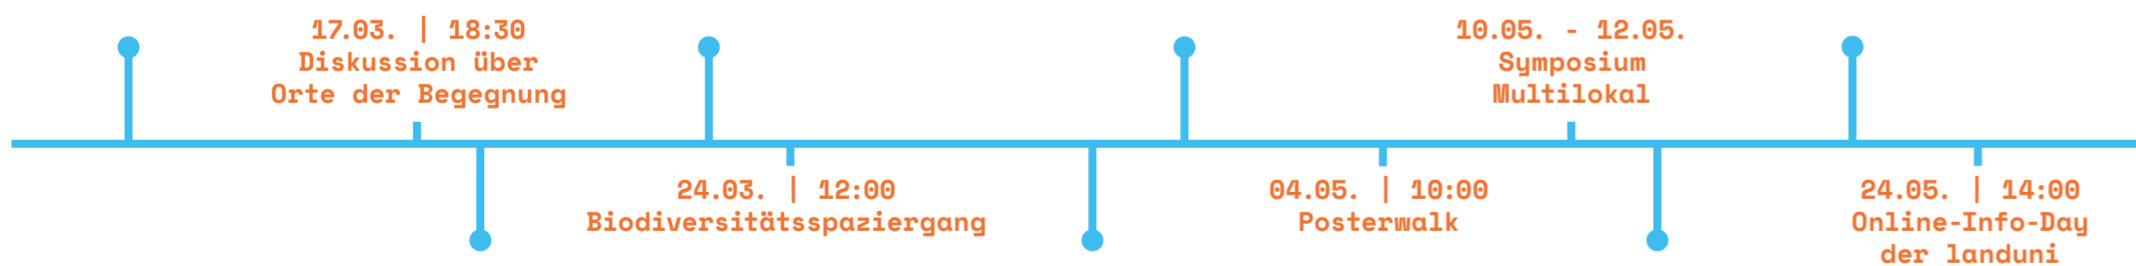 17.03. | 18:30
Diskussion über
Orte der Begegnung
24.03. | 12:00
Biodiversitätsspaziergang
04.05. | 10:00
Posterwalk
10.05. - 12.05.
Symposium
Multilokal
24.05. | 14:00
Online-Info-Day
der landuni